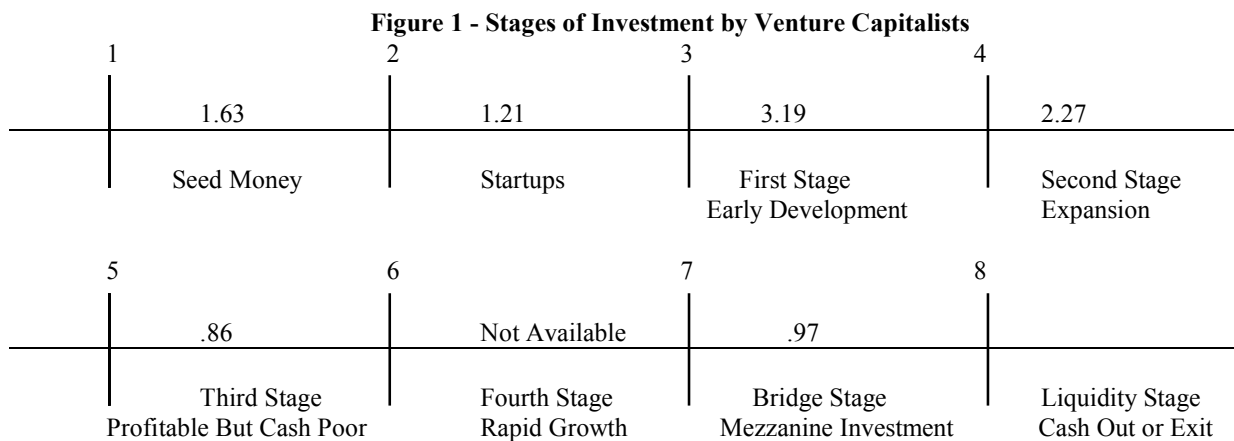 Figure 1 - Stages of Investment by Venture Capitalists
1 2 3 4
1.63 1.21 3.19 2.27
Seed Money Startups First Stage Second Stage
Early Development Expansion
5 6 7 8
.86 Not Available .97
Third Stage Fourth Stage Bridge Stage Liquidity Stage
Profitable But Cash Poor Rapid Growth Mezzanine Investment Cash Out or Exit